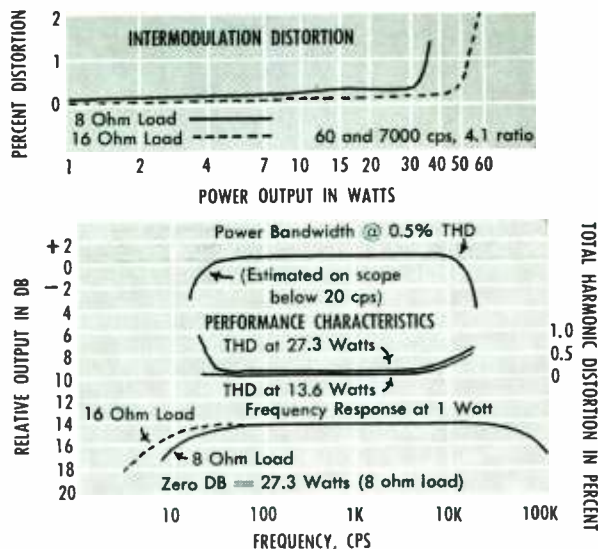 PERCENT DISTORTION
2
1
0
INTERMODULATION DISTORTION
8 Ohm Load
16 Ohm Load
60 and 7000 cps, 4.1 ratio
1 2 4 7 10 15 20 30 40 50 60
POWER OUTPUT IN WATTS
RELATIVE OUTPUT IN DB
+2
0
-2
4
6
8
10
12
14
16
18
20
Power Bandwidth @ 0.5% THD
(Estimated on scope
below 20 cps)
PERFORMANCE CHARACTERISTICS
THD at 27.3 Watts
THD at 13.6 Watts
Frequency Response at 1 Wott
16 Ohm Load
8 Ohm Load
Zero DB = 27.3 Watts (8 ohm load)
10 100 1K 10K 100K
FREQUENCY, CPS
TOTAL HARMONIC DISTORTION IN PERCENT
1.0
0.5
0